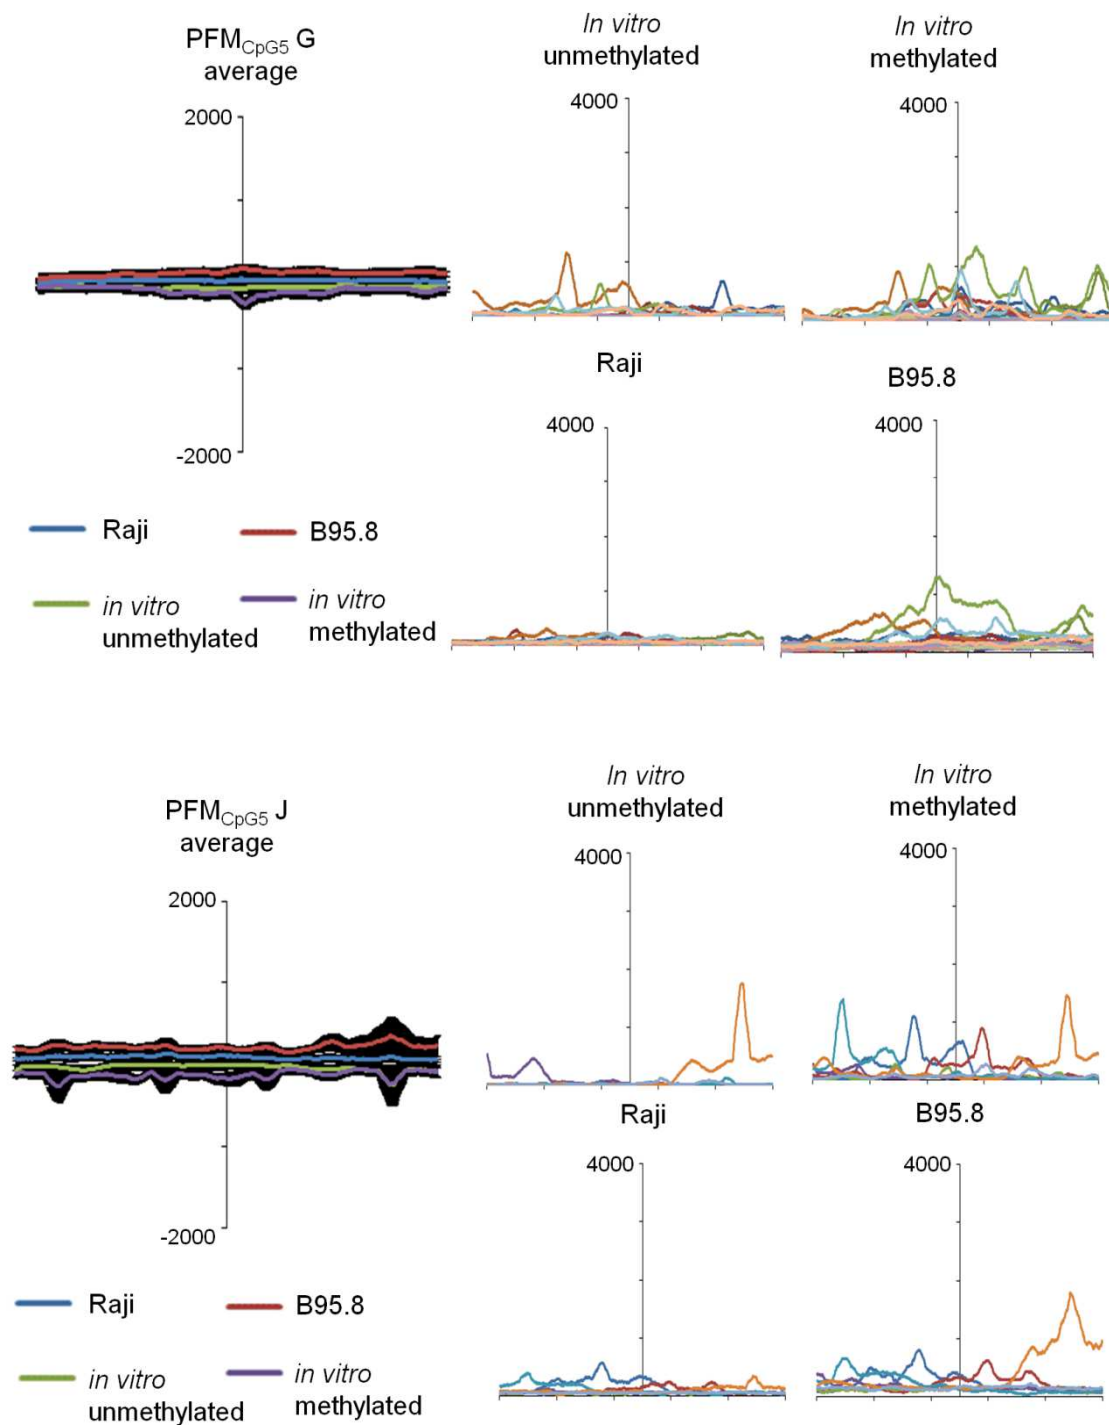 PFM_CpG5 G
average
2000
-2000
In vitro
unmethylated
4000
In vitro
methylated
4000
Raji
4000
B95.8
4000
Raji
B95.8
in vitro
unmethylated
in vitro
methylated
PFM_CpG5 J
average
2000
-2000
In vitro
unmethylated
4000
In vitro
methylated
4000
Raji
4000
B95.8
4000
Raji
B95.8
in vitro
unmethylated
in vitro
methylated